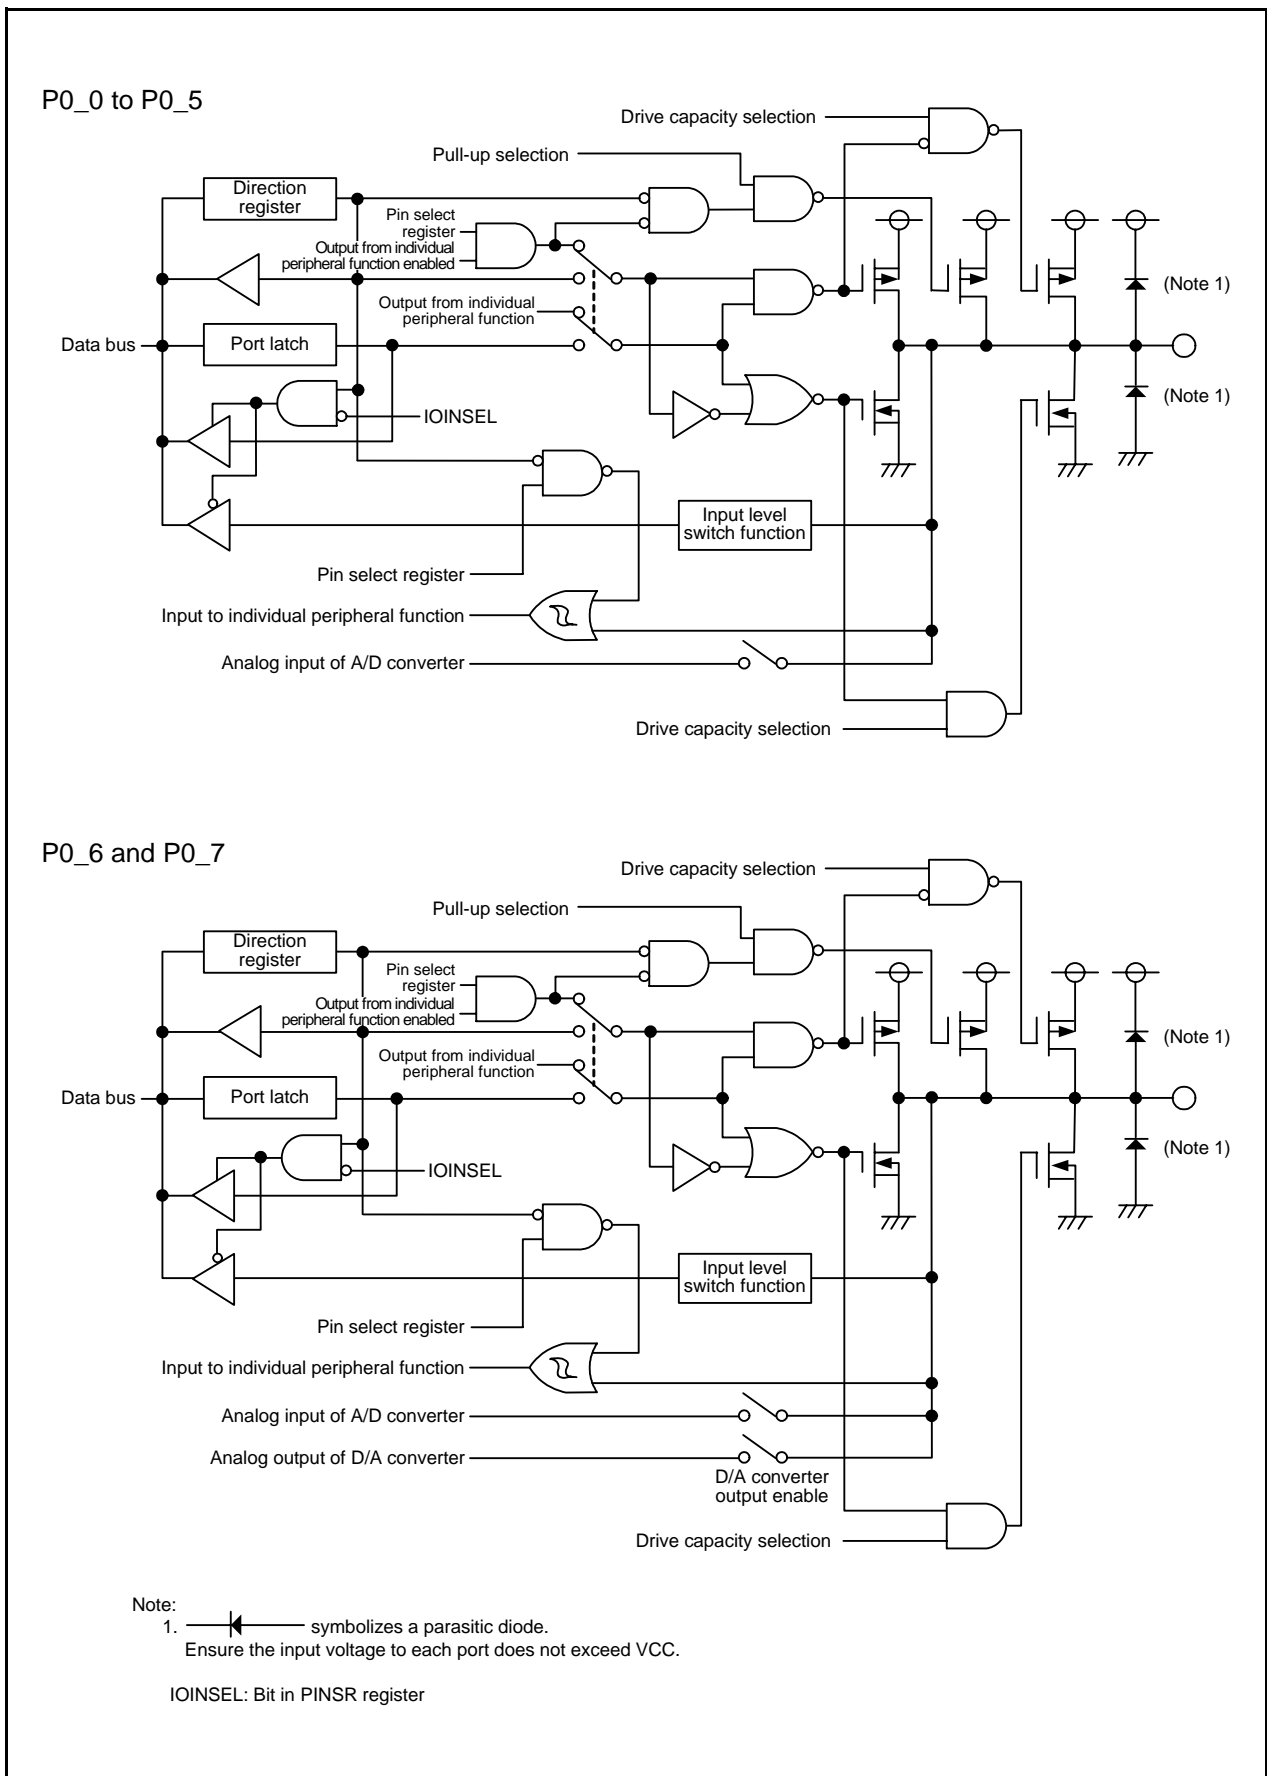 P0_0 to P0_5
Drive capacity selection
Pull-up selection
Direction
register
Pin select
register
Output from individual
peripheral function enabled
(Note 1)
Output from individual
peripheral function
Data bus
Port latch
(Note 1)
IOINSEL
Input level
switch function
Pin select register
Input to individual peripheral function
Analog input of A/D converter
Drive capacity selection
P0_6 and P0_7
Drive capacity selection
Pull-up selection
Direction
register
Pin select
register
Output from individual
peripheral function enabled
(Note 1)
Output from individual
peripheral function
Data bus
Port latch
(Note 1)
IOINSEL
Input level
switch function
Pin select register
Input to individual peripheral function
Analog input of A/D converter
Analog output of D/A converter
D/A converter
output enable
Drive capacity selection
Note:
1. symbolizes a parasitic diode.
Ensure the input voltage to each port does not exceed VCC.
IOINSEL: Bit in PINSR register